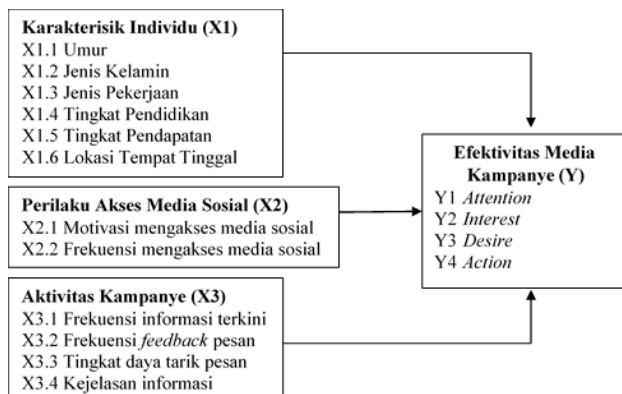 Karakterisik Individu (X1)
X1.1 Umur
X1.2 Jenis Kelamin
X1.3 Jenis Pekerjaan
X1.4 Tingkat Pendidikan
X1.5 Tingkat Pendapatan
X1.6 Lokasi Tempat Tinggal
Perilaku Akses Media Sosial (X2)
X2.1 Motivasi mengakses media sosial
X2.2 Frekuensi mengakses media sosial
Aktivitas Kampanye (X3)
X3.1 Frekuensi informasi terkini
X3.2 Frekuensi feedback pesan
X3.3 Tingkat daya tarik pesan
X3.4 Kejelasan informasi
Efektivitas Media
Kampanye (Y)
Y1 Attention
Y2 Interest
Y3 Desire
Y4 Action